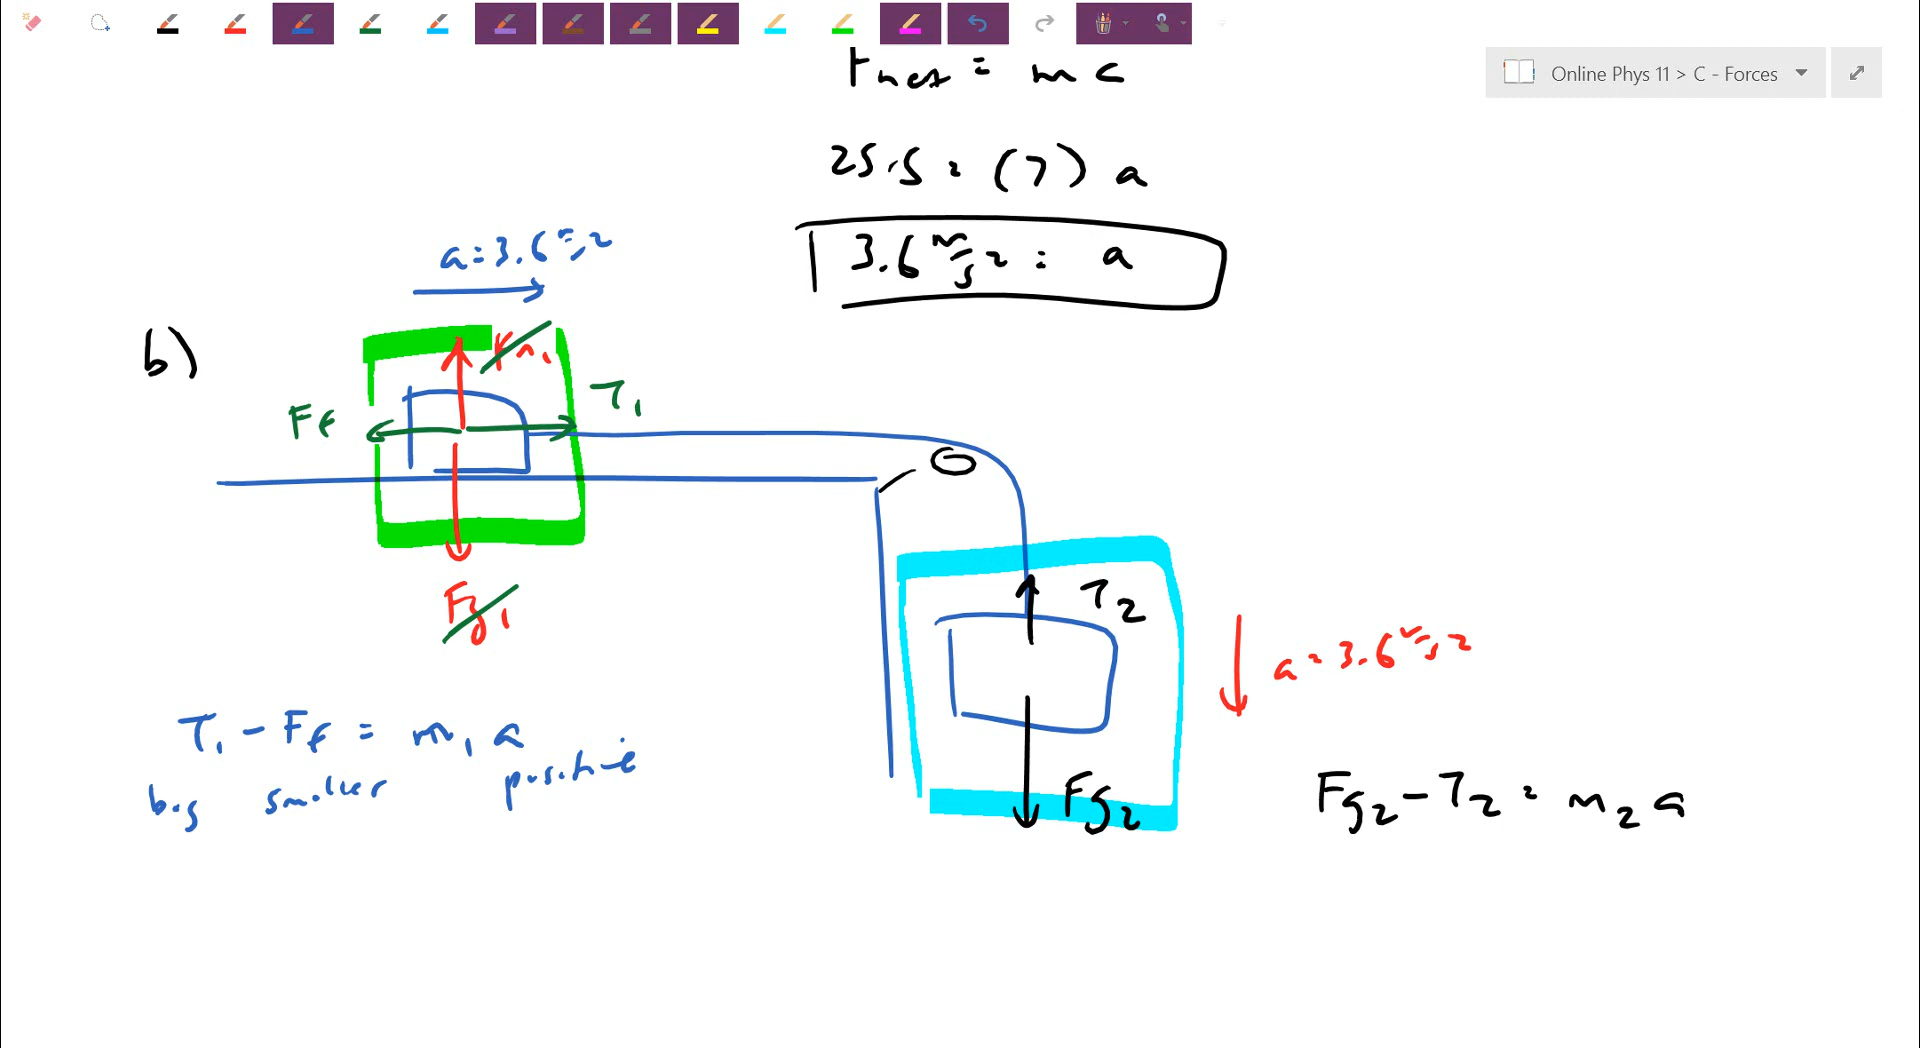 Fnet = ma
Online Phys 11 > C - Forces
25.5 = (7) a
a = 3.6 m/s2
3.6 m/s2 = a
b)
Fn1
T1
Ff
Fg1
T2
a = 3.6 m/s2
T1 - Ff = m1 a
big smaller positive
Fg2
Fg2 - T2 = m2 a